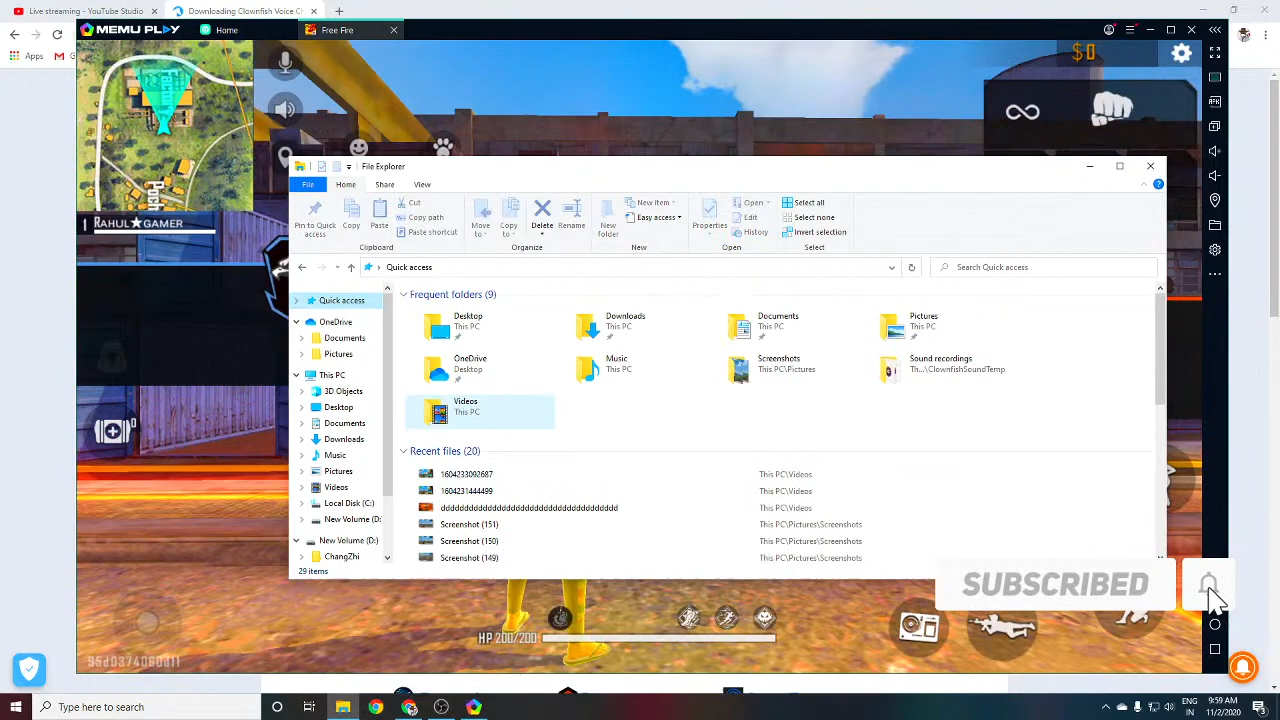 Live streaming - YouTube Studio
Downloading Clownfish Voice C
Apps
MEMU PLAY
Home
Free Fire
$0
Factory
Poch
1 RAHUL★GAMER
File Explorer
File
Home
Share
View
Pin to Quick access
Copy
Paste
Cut
Copy path
Paste shortcut
Move to
Copy to
Delete
Rename
New folder
New item
Easy access
Properties
Open
Edit
History
Select all
Select none
Invert selection
Clipboard
Organize
New
Open
Select
Quick access
Search Quick access
Quick access
OneDrive
Documents
Pictures
This PC
3D Objects
Desktop
Documents
Downloads
Music
Pictures
Videos
Local Disk (C:)
New Volume (D:
New Volume (D:)
ChangZhi
Frequent folders (9)
Desktop
This PC
Downloads
This PC
Documents
This PC
Pictures
This PC
OneDrive
Desktop
Music
This PC
Screenshots
This PC\Pictures
Sound recordings
Th...\ClownfishSoundTemp
Videos
This PC
Recent files (20)
1604233092687 This PC\Videos
1604231444499 This PC\Videos
This PC\Videos
Screenshot (151) This PC\Pictures\Screenshots
Screenshot (150) This PC\Pictures\Screenshots
Screenshot (149) This PC\Pictures\Screenshots
29 items
SUBSCRIBED
HP 200/200
95d0374060d11
Type here to search
ENG
IN
9:59 AM
11/2/2020
3